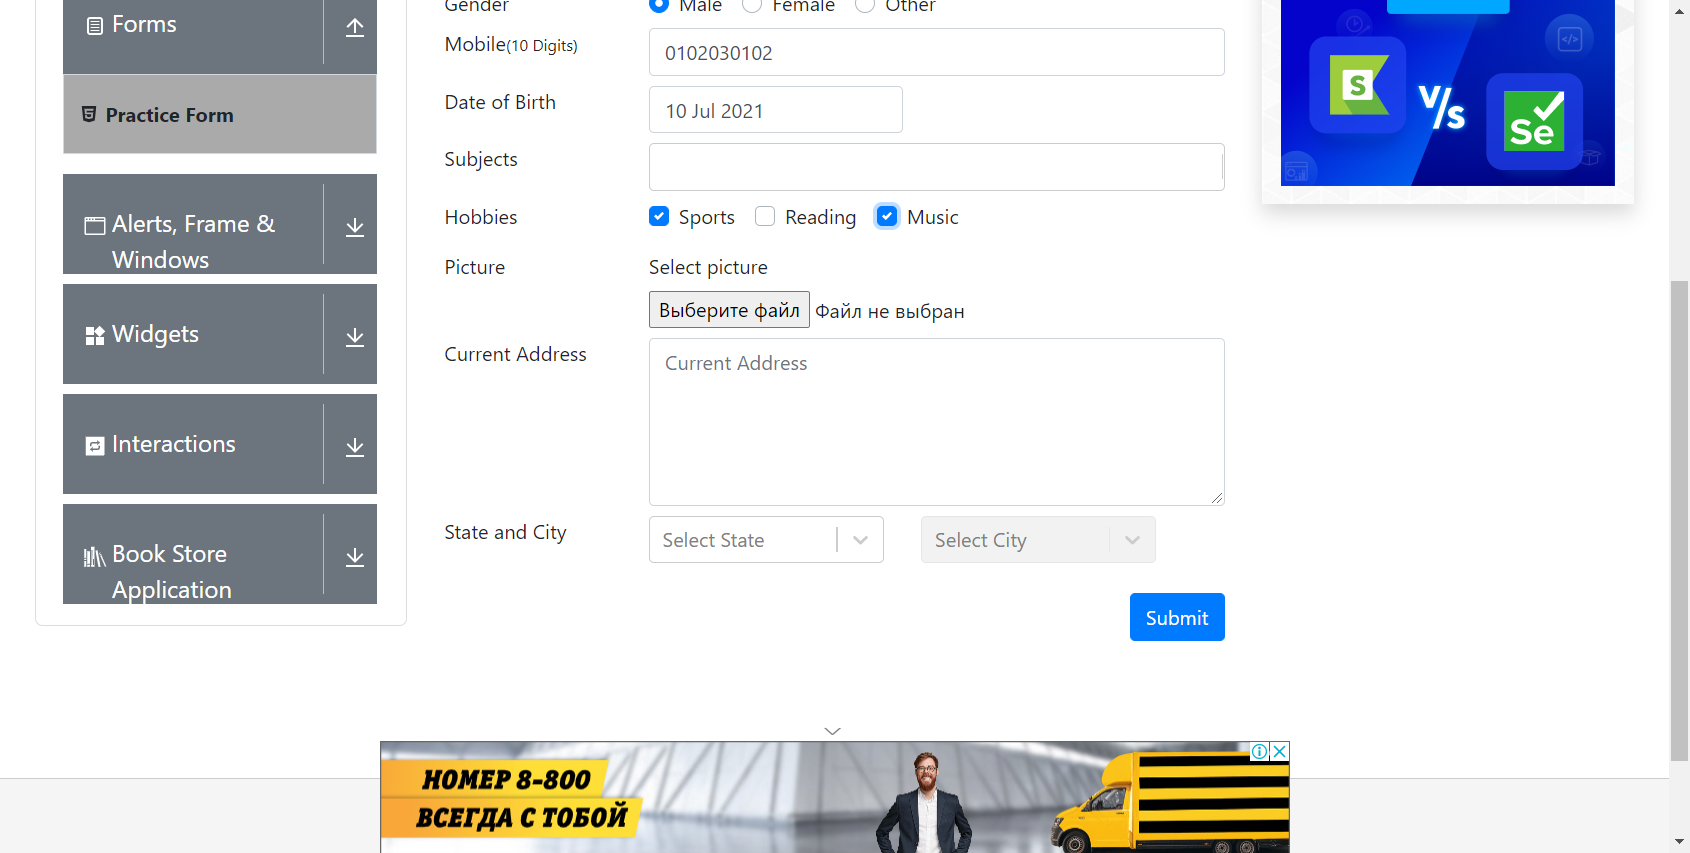 Forms
Practice Form
Alerts, Frame &
Windows
Widgets
Interactions
Book Store
Application
Gender
Male
Female
Other
Mobile(10 Digits)
0102030102
Date of Birth
10 Jul 2021
Subjects
Hobbies
Sports
Reading
Music
Picture
Select picture
Выберите файл Файл не выбран
Current Address
Current Address
State and City
Select State
Select City
Submit
S
V/s
Se
НОМЕР 8-800
ВСЕГДА С ТОБОЙ